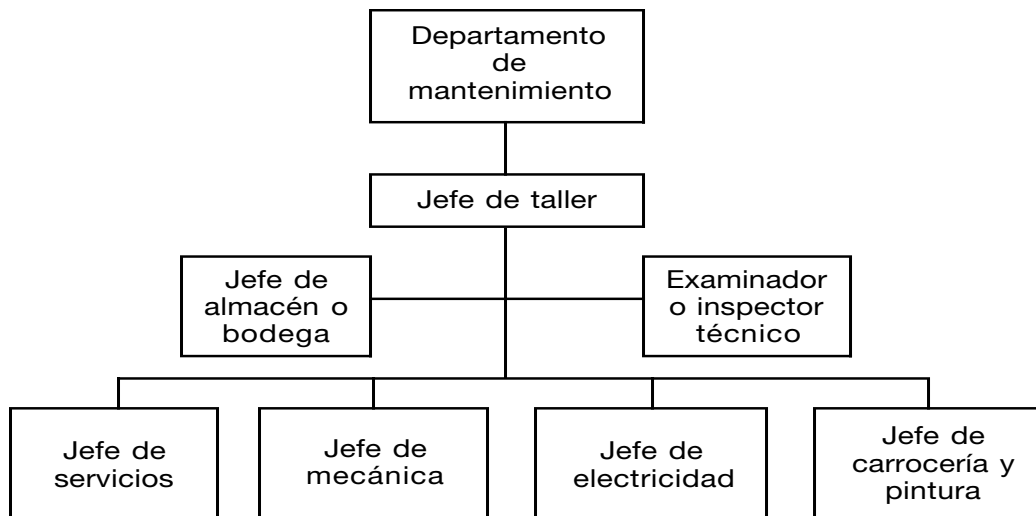 Departamento
de
mantenimiento
Jefe de taller
Jefe de
almacén o
bodega
Examinador
o inspector
técnico
Jefe de
servicios
Jefe de
mecánica
Jefe de
electricidad
Jefe de
carrocería y
pintura